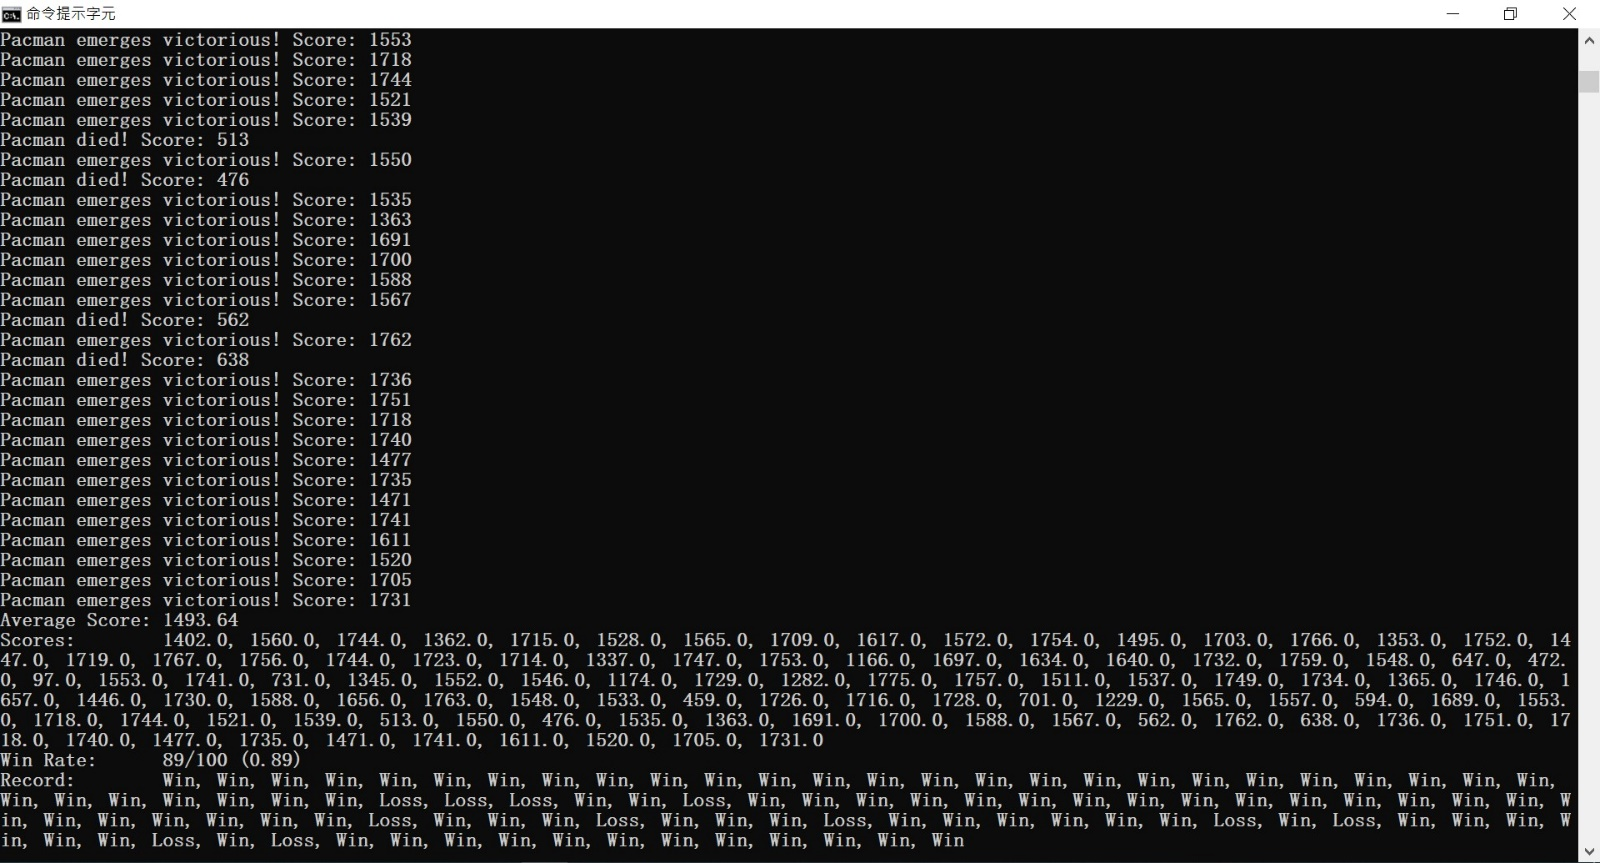 命令提示字元
Pacman emerges victorious! Score: 1553
Pacman emerges victorious! Score: 1718
Pacman emerges victorious! Score: 1744
Pacman emerges victorious! Score: 1521
Pacman emerges victorious! Score: 1539
Pacman died! Score: 513
Pacman emerges victorious! Score: 1550
Pacman died! Score: 476
Pacman emerges victorious! Score: 1535
Pacman emerges victorious! Score: 1363
Pacman emerges victorious! Score: 1691
Pacman emerges victorious! Score: 1700
Pacman emerges victorious! Score: 1588
Pacman emerges victorious! Score: 1567
Pacman died! Score: 562
Pacman emerges victorious! Score: 1762
Pacman died! Score: 638
Pacman emerges victorious! Score: 1736
Pacman emerges victorious! Score: 1751
Pacman emerges victorious! Score: 1718
Pacman emerges victorious! Score: 1740
Pacman emerges victorious! Score: 1477
Pacman emerges victorious! Score: 1735
Pacman emerges victorious! Score: 1471
Pacman emerges victorious! Score: 1741
Pacman emerges victorious! Score: 1611
Pacman emerges victorious! Score: 1520
Pacman emerges victorious! Score: 1705
Pacman emerges victorious! Score: 1731
Average Score: 1493.64
Scores:        1402.0, 1560.0, 1744.0, 1362.0, 1715.0, 1528.0, 1565.0, 1709.0, 1617.0, 1572.0, 1754.0, 1495.0, 1703.0, 1766.0, 1353.0, 1752.0, 14
47.0, 1719.0, 1767.0, 1756.0, 1744.0, 1723.0, 1714.0, 1337.0, 1747.0, 1753.0, 1166.0, 1697.0, 1634.0, 1640.0, 1732.0, 1759.0, 1548.0, 647.0, 472.
0, 97.0, 1553.0, 1741.0, 731.0, 1345.0, 1552.0, 1546.0, 1174.0, 1729.0, 1282.0, 1775.0, 1757.0, 1511.0, 1537.0, 1749.0, 1734.0, 1365.0, 1746.0, 1
657.0, 1446.0, 1730.0, 1588.0, 1656.0, 1763.0, 1548.0, 1533.0, 459.0, 1726.0, 1716.0, 1728.0, 701.0, 1229.0, 1565.0, 1557.0, 594.0, 1689.0, 1553.
0, 1718.0, 1744.0, 1521.0, 1539.0, 513.0, 1550.0, 476.0, 1535.0, 1363.0, 1691.0, 1700.0, 1588.0, 1567.0, 562.0, 1762.0, 638.0, 1736.0, 1751.0, 17
18.0, 1740.0, 1477.0, 1735.0, 1471.0, 1741.0, 1611.0, 1520.0, 1705.0, 1731.0
Win Rate:      89/100 (0.89)
Record:        Win, Win, Win, Win, Win, Win, Win, Win, Win, Win, Win, Win, Win, Win, Win, Win, Win, Win, Win, Win, Win, Win, Win, Win, Win, Win,
Win, Win, Win, Win, Win, Win, Win, Loss, Loss, Loss, Win, Win, Loss, Win, Win, Win, Win, Win, Win, Win, Win, Win, Win, Win, Win, Win, Win, Win, W
in, Win, Win, Win, Win, Win, Win, Loss, Win, Win, Win, Loss, Win, Win, Win, Loss, Win, Win, Win, Win, Win, Win, Loss, Win, Loss, Win, Win, Win, W
in, Win, Win, Loss, Win, Loss, Win, Win, Win, Win, Win, Win, Win, Win, Win, Win, Win, Win